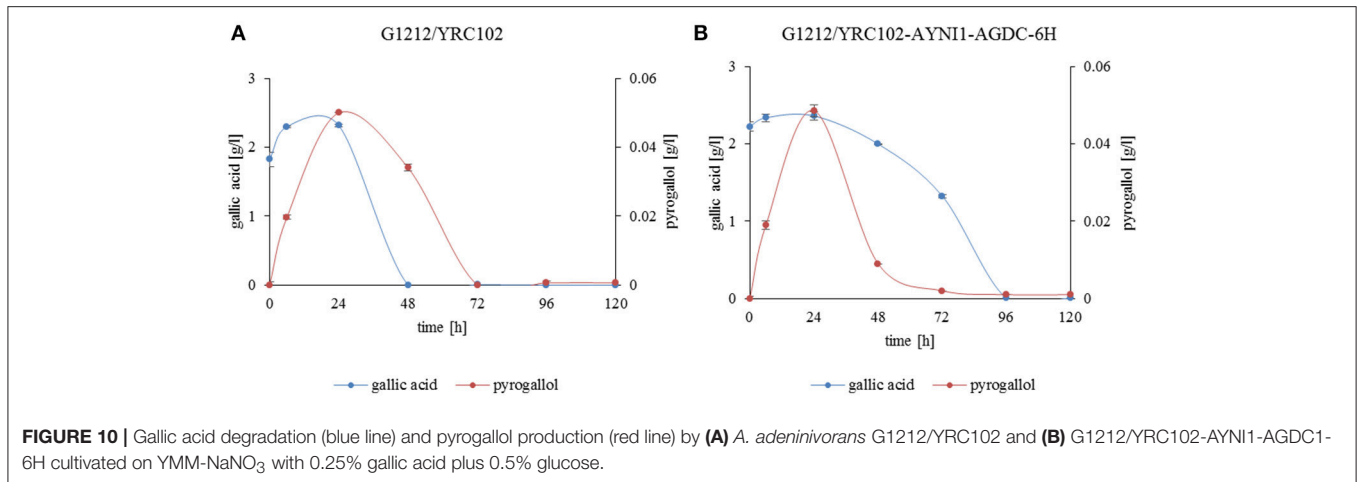 A
G1212/YRC102
3
2
1
0
gallic acid [g/l]
0.06
0.04
0.02
0
pyrogallol [g/l]
0 24 48 72 96 120
time [h]
gallic acid pyrogallol
B
G1212/YRC102-AYNI1-AGDC-6H
3
2
1
0
gallic acid [g/l]
0.06
0.04
0.02
0
pyrogallol [g/l]
0 24 48 72 96 120
time [h]
gallic acid pyrogallol
FIGURE 10 | Gallic acid degradation (blue line) and pyrogallol production (red line) by (A) A. adeninivorans G1212/YRC102 and (B) G1212/YRC102-AYNI1-AGDC1-
6H cultivated on YMM-NaNO₃ with 0.25% gallic acid plus 0.5% glucose.